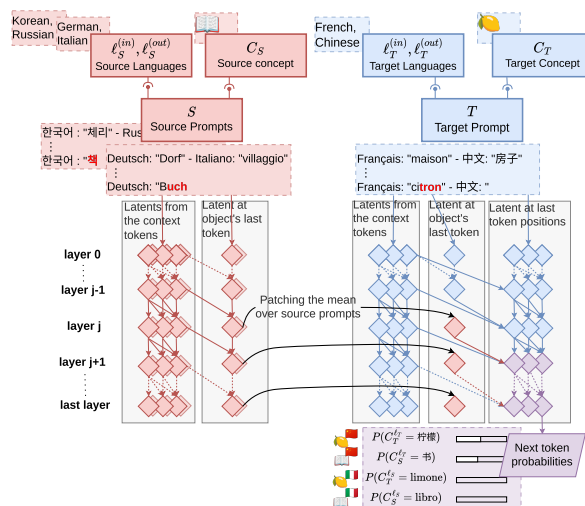 Korean,
Russian
German,
Italian
ℓ_S^(in), ℓ_S^(out)
Source Languages
C_S
Source concept
French,
Chinese
ℓ_T^(in), ℓ_T^(out)
Target Languages
C_T
Target Concept
S
Source Prompts
T
Target Prompt
한국어 : "체리" - Rus
⋮
한국어 : "책
Deutsch: "Dorf" - Italiano: "villaggio"
⋮
Deutsch: "Buch
Français: "maison" - 中文: "房子"
⋮
Français: "citron" - 中文: "
Latents from
the context
tokens
Latent at
object's last
token
Latents from
the context
tokens
Latent at
object's
last token
Latent at last
token positions
layer 0
layer j-1
layer j
layer j+1
last layer
Patching the mean
over source prompts
P(C_T^{ℓ_T} = 柠檬)
P(C_S^{ℓ_T} = 书)
P(C_T^{ℓ_S} = limone)
P(C_S^{ℓ_S} = libro)
Next token
probabilities